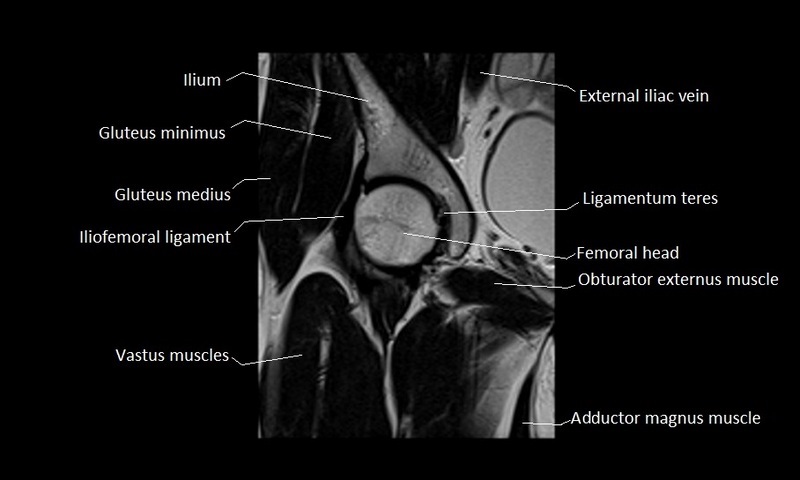 Ilium
External iliac vein
Gluteus minimus
Gluteus medius
Ligamentum teres
Iliofemoral ligament
Femoral head
Obturator externus muscle
Vastus muscles
Adductor magnus muscle